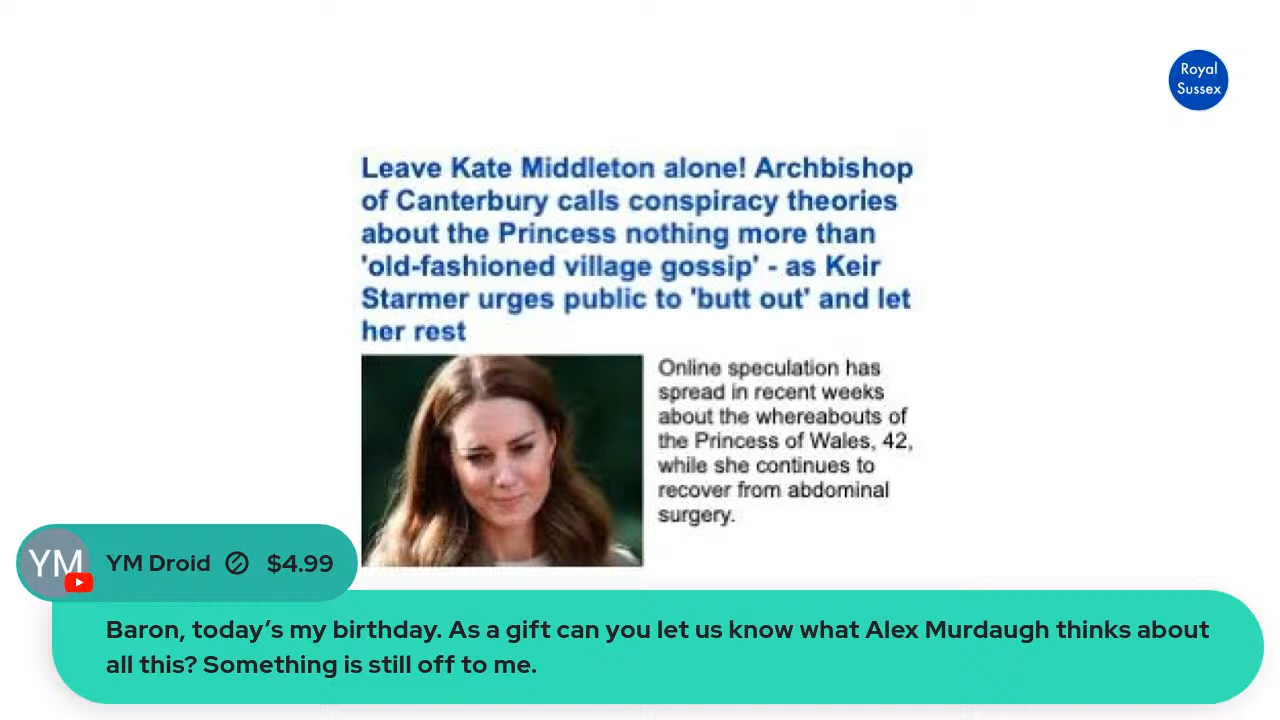 Royal
Sussex
Leave Kate Middleton alone! Archbishop
of Canterbury calls conspiracy theories
about the Princess nothing more than
'old-fashioned village gossip' - as Keir
Starmer urges public to 'butt out' and let
her rest
Online speculation has
spread in recent weeks
about the whereabouts of
the Princess of Wales, 42,
while she continues to
recover from abdominal
surgery.
YM YM Droid $4.99
Baron, today’s my birthday. As a gift can you let us know what Alex Murdaugh thinks about
all this? Something is still off to me.